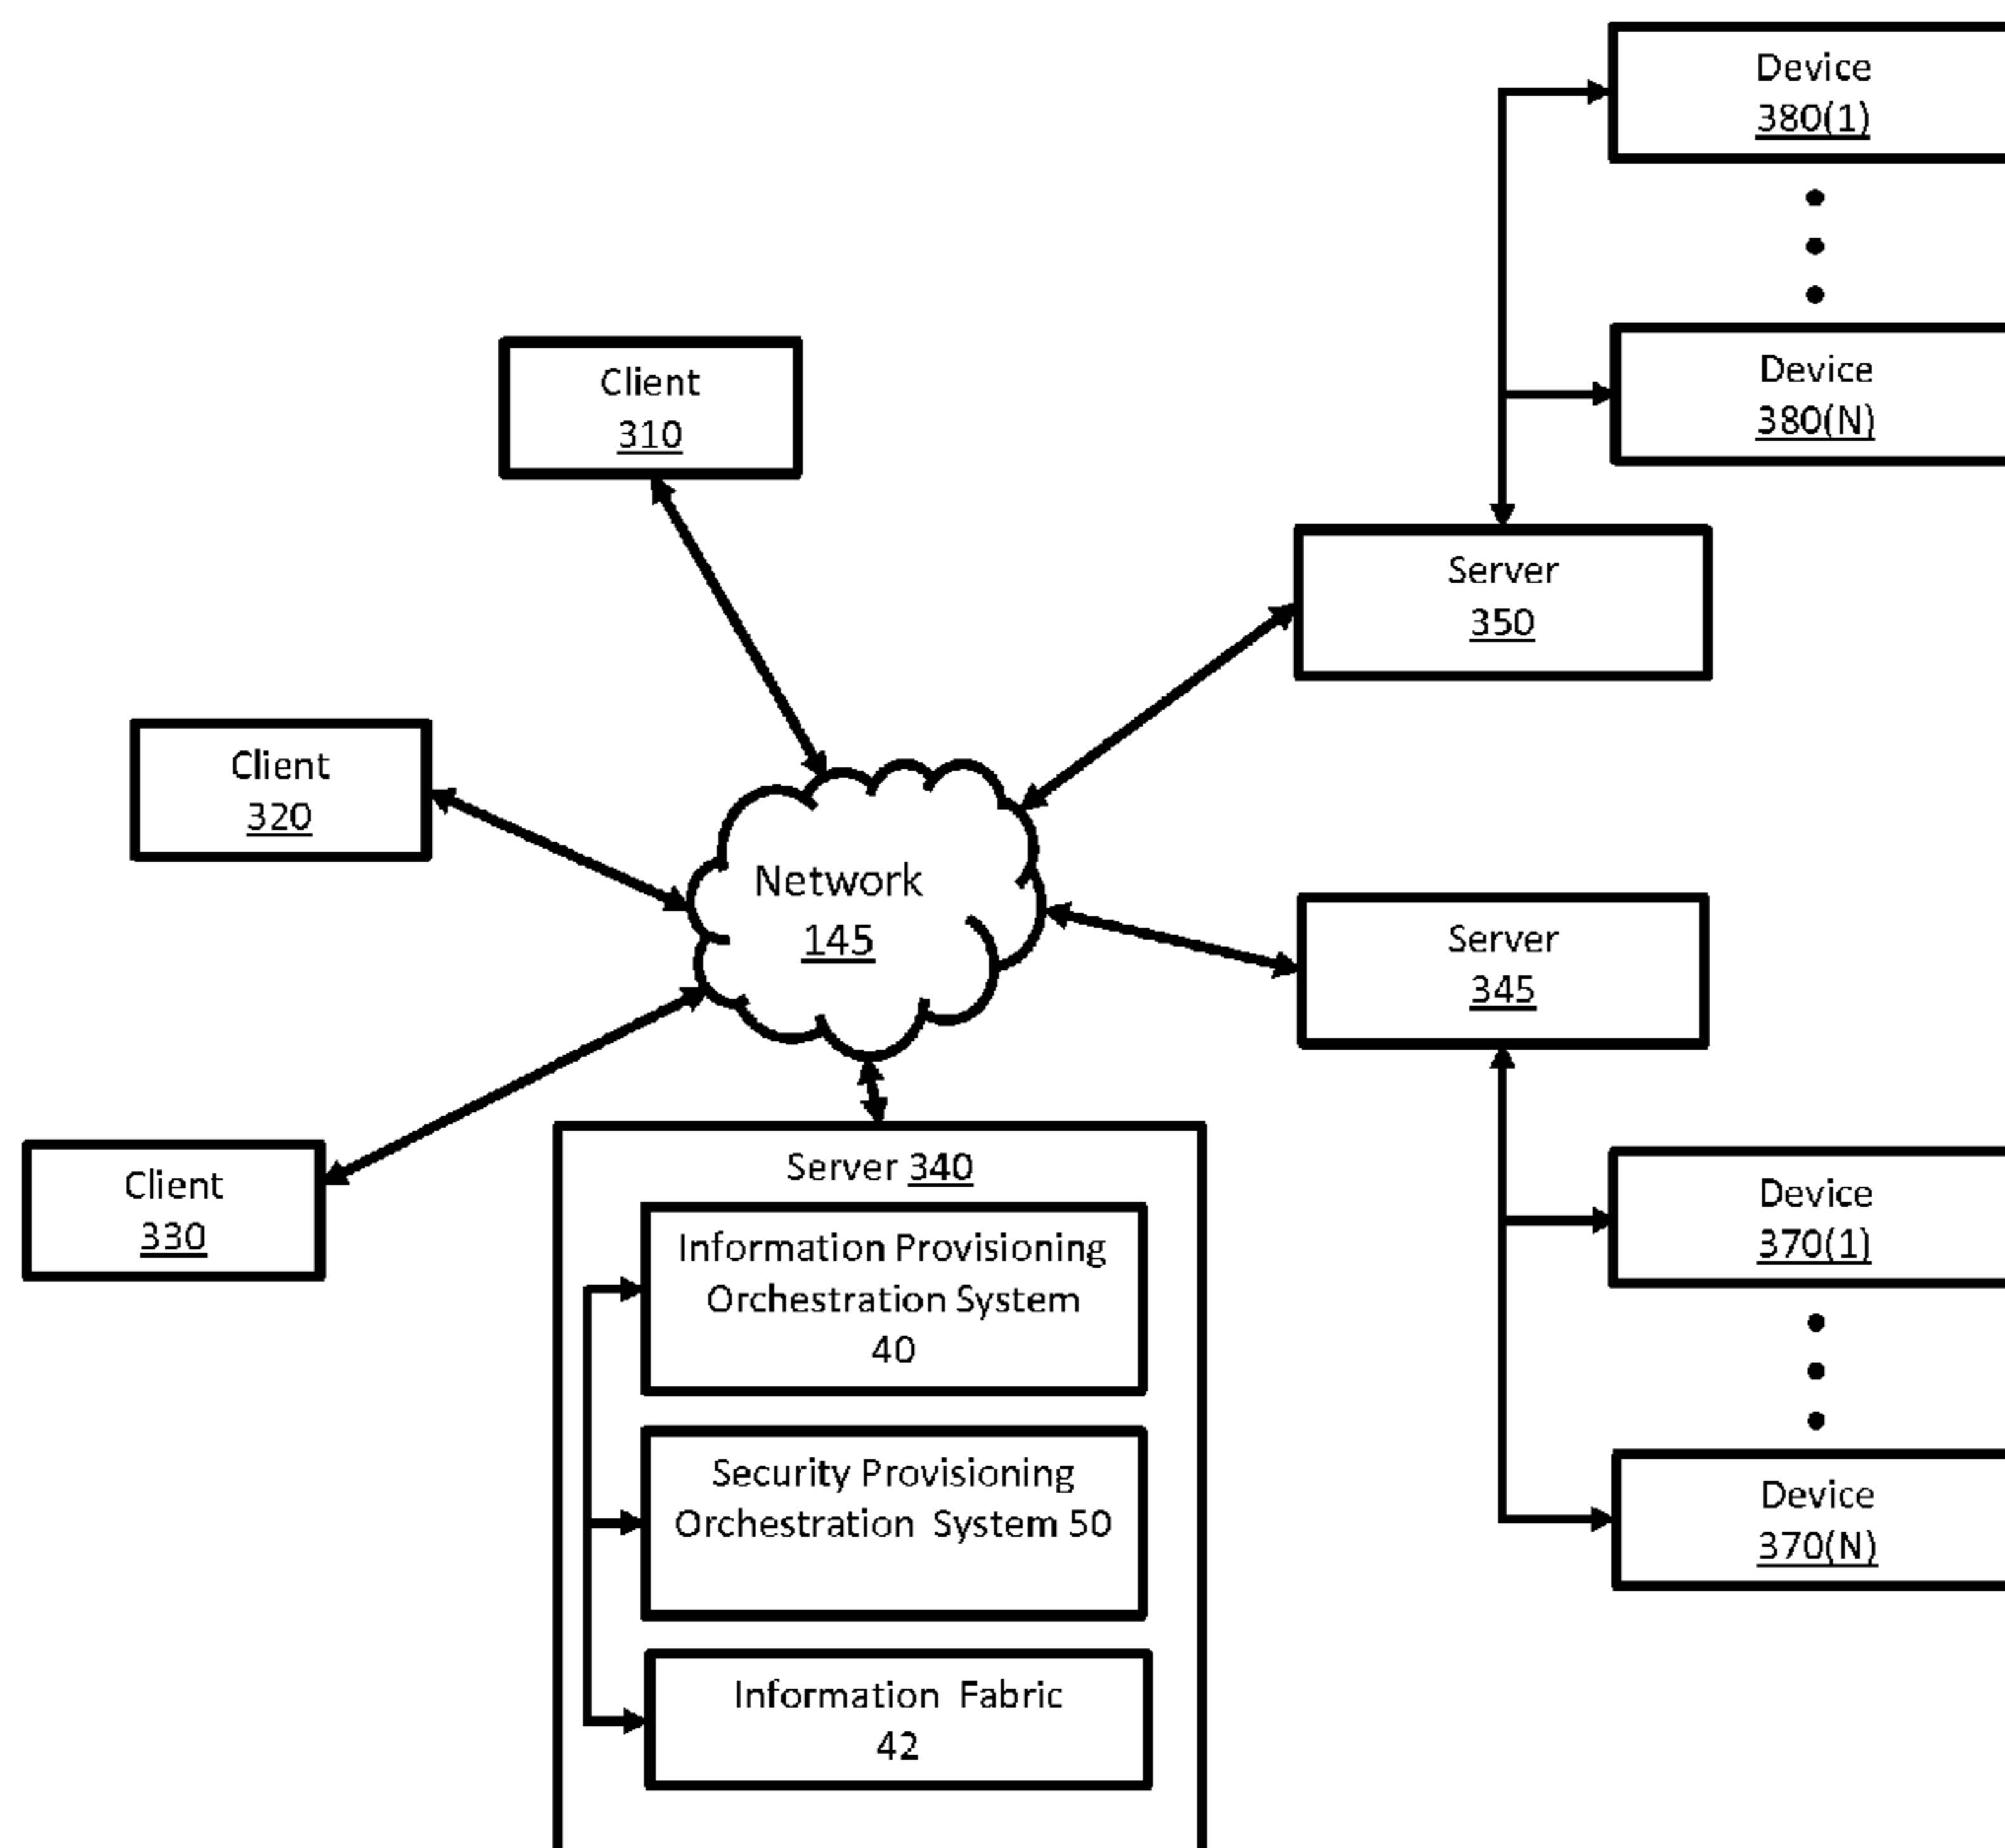 Device
380(1)
Device
380(N)
Client
310
Server
350
Client
320
Network
145
Server
345
Client
330
Server 340
Information Provisioning
Orchestration System
40
Security Provisioning
Orchestration System 50
Information Fabric
42
Device
370(1)
Device
370(N)